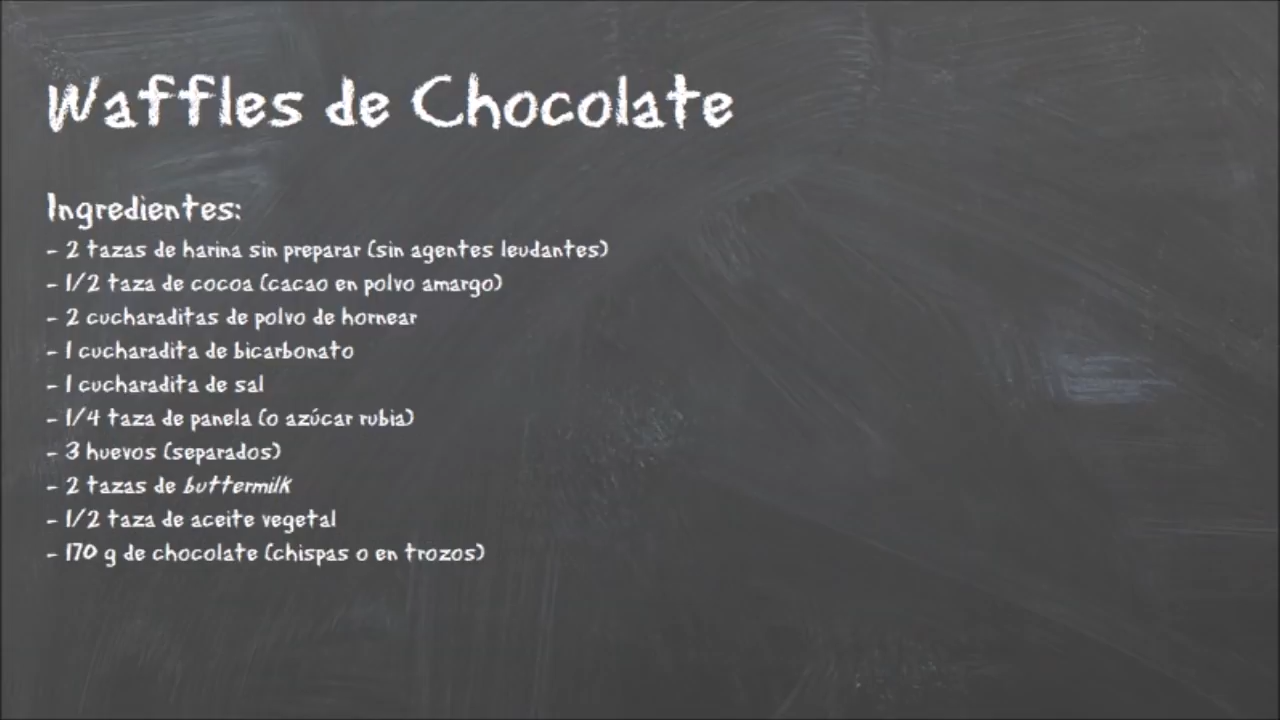 Waffles de Chocolate
Ingredientes:
- 2 tazas de harina sin preparar (sin agentes leudantes)
- 1/2 taza de cocoa (cacao en polvo amargo)
- 2 cucharaditas de polvo de hornear
- 1 cucharadita de bicarbonato
- 1 cucharadita de sal
- 1/4 taza de panela (o azúcar rubia)
- 3 huevos (separados)
- 2 tazas de buttermilk
- 1/2 taza de aceite vegetal
- 170 g de chocolate (chispas o en trozos)